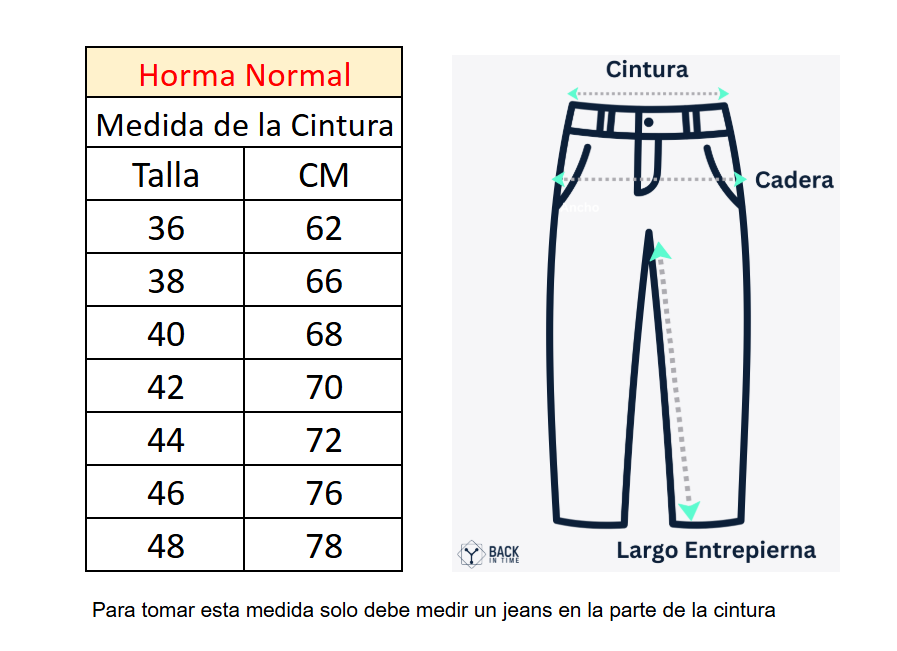 Horma Normal
Medida de la Cintura
Talla CM
36 62
38 66
40 68
42 70
44 72
46 76
48 78
Cintura
Cadera
Ancho
Largo Entrepierna
BACK
IN TIME
Para tomar esta medida solo debe medir un jeans en la parte de la cintura